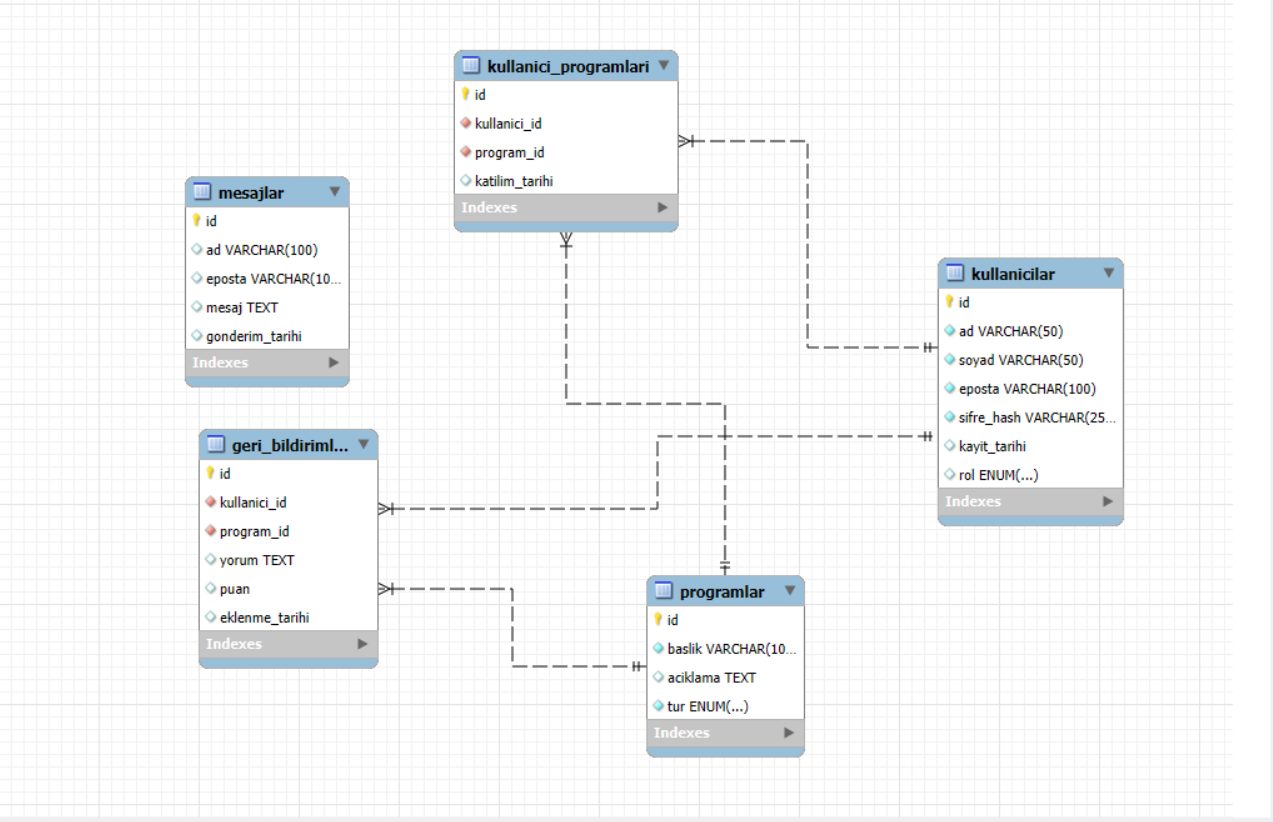 kullanici_programlari
id
kullanici_id
program_id
katilim_tarihi
Indexes
mesajlar
id
ad VARCHAR(100)
eposta VARCHAR(10...
mesaj TEXT
gonderim_tarihi
Indexes
kullanicilar
id
ad VARCHAR(50)
soyad VARCHAR(50)
eposta VARCHAR(100)
sifre_hash VARCHAR(25...
kayit_tarihi
rol ENUM(...)
Indexes
geri_bildiriml...
id
kullanici_id
program_id
yorum TEXT
puan
eklenme_tarihi
Indexes
programlar
id
baslik VARCHAR(10...
aciklama TEXT
tur ENUM(...)
Indexes